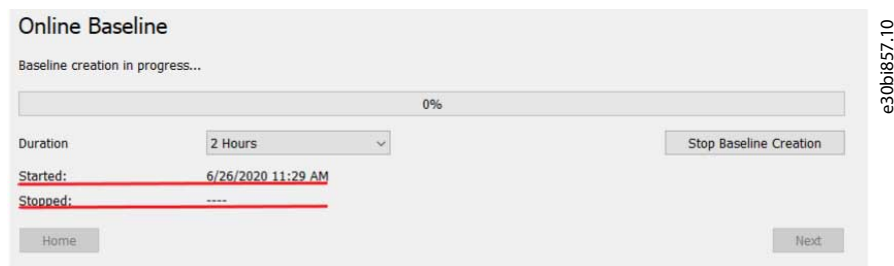 Online Baseline
Baseline creation in progress...
0%
Duration 2 Hours Stop Baseline Creation
Started: 6/26/2020 11:29 AM
Stopped: ----
Home Next
e30bi857.10